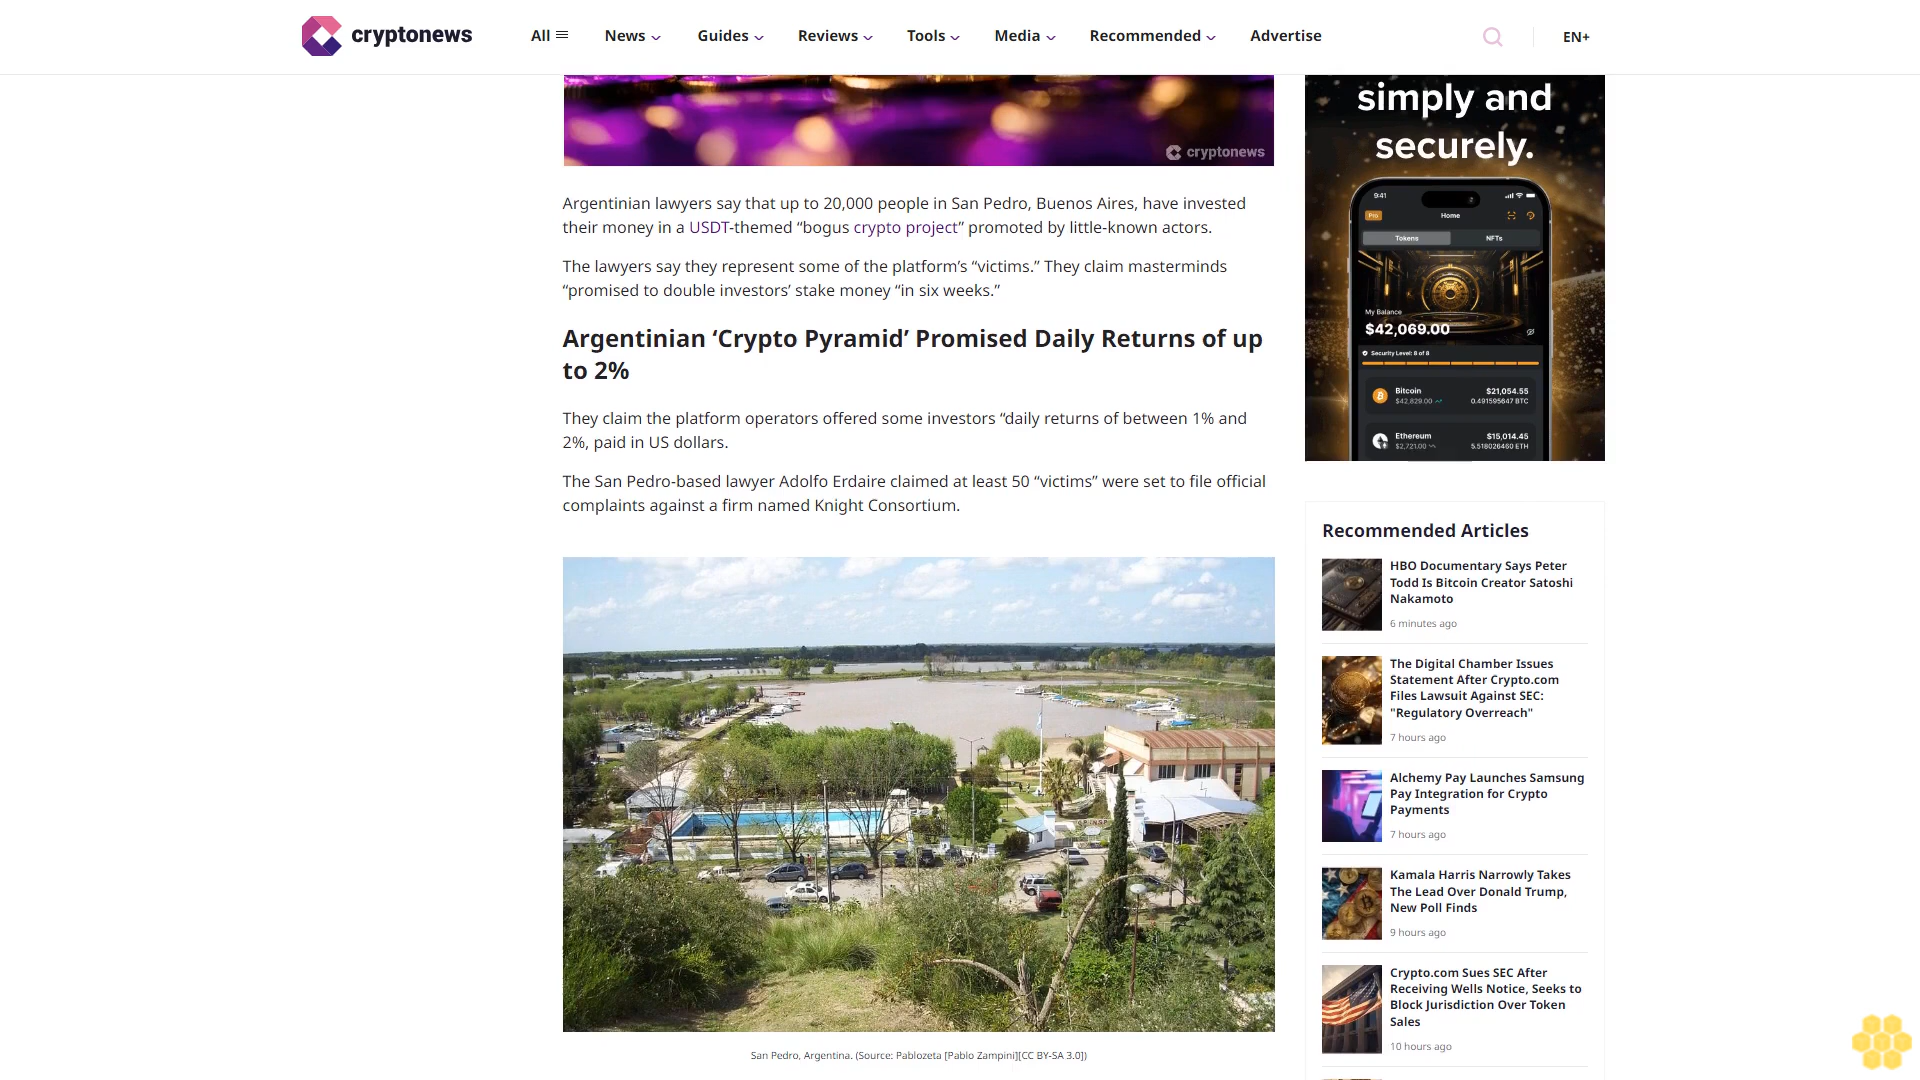 cryptonews
All
News
Guides
Reviews
Tools
Media
Recommended
Advertise
EN+
cryptonews
Argentinian lawyers say that up to 20,000 people in San Pedro, Buenos Aires, have invested
their money in a USDT-themed “bogus crypto project” promoted by little-known actors.
The lawyers say they represent some of the platform’s “victims.” They claim masterminds
“promised to double investors’ stake money “in six weeks.”
Argentinian ‘Crypto Pyramid’ Promised Daily Returns of up
to 2%
They claim the platform operators offered some investors “daily returns of between 1% and
2%, paid in US dollars.
The San Pedro-based lawyer Adolfo Erdaire claimed at least 50 “victims” were set to file official
complaints against a firm named Knight Consortium.
San Pedro, Argentina. (Source: Pablozeta [Pablo Zampini][CC BY-SA 3.0])
simply and
securely.
9:41
Pro
Home
Tokens
NFTs
My Balance
$42,069.00
Security Level: 8 of 8
Bitcoin
$21,054.55
$42,829.00
0.491595647 BTC
Ethereum
$15,014.45
$2,721.00
5.518026460 ETH
Recommended Articles
HBO Documentary Says Peter
Todd Is Bitcoin Creator Satoshi
Nakamoto
6 minutes ago
The Digital Chamber Issues
Statement After Crypto.com
Files Lawsuit Against SEC:
"Regulatory Overreach"
7 hours ago
Alchemy Pay Launches Samsung
Pay Integration for Crypto
Payments
7 hours ago
Kamala Harris Narrowly Takes
The Lead Over Donald Trump,
New Poll Finds
9 hours ago
Crypto.com Sues SEC After
Receiving Wells Notice, Seeks to
Block Jurisdiction Over Token
Sales
10 hours ago